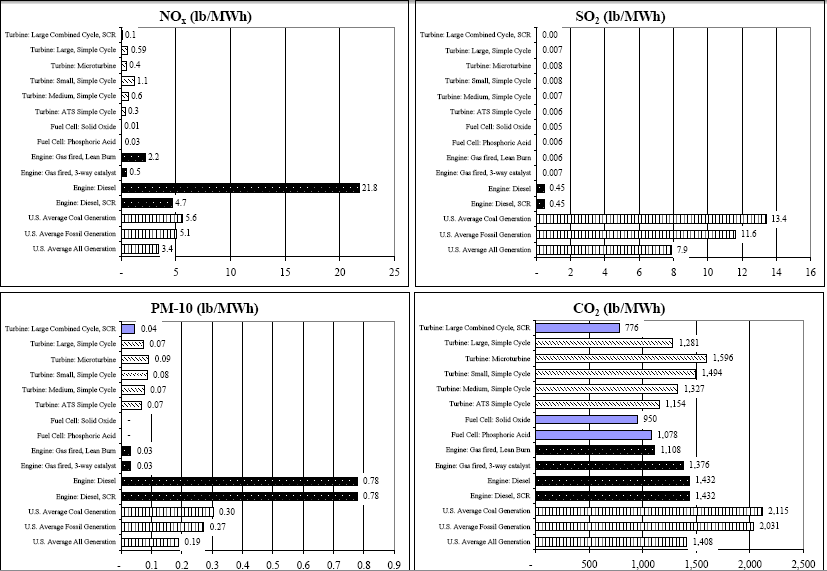 NOx (lb/MWh)
Turbine: Large Combined Cycle, SCR 0.1
Turbine: Large, Simple Cycle 0.59
Turbine: Microturbine 0.4
Turbine: Small, Simple Cycle 1.1
Turbine: Medium, Simple Cycle 0.6
Turbine: ATS Simple Cycle 0.3
Fuel Cell: Solid Oxide 0.01
Fuel Cell: Phosphoric Acid 0.03
Engine: Gas fired, Lean Burn 2.2
Engine: Gas fired, 3-way catalyst 0.5
Engine: Diesel 21.8
Engine: Diesel, SCR 4.7
U.S. Average Coal Generation 5.6
U.S. Average Fossil Generation 5.1
U.S. Average All Generation 3.4
- 5 10 15 20 25
SO2 (lb/MWh)
Turbine: Large Combined Cycle, SCR 0.00
Turbine: Large, Simple Cycle 0.007
Turbine: Microturbine 0.008
Turbine: Small, Simple Cycle 0.008
Turbine: Medium, Simple Cycle 0.007
Turbine: ATS Simple Cycle 0.006
Fuel Cell: Solid Oxide 0.005
Fuel Cell: Phosphoric Acid 0.006
Engine: Gas fired, Lean Burn 0.006
Engine: Gas fired, 3-way catalyst 0.007
Engine: Diesel 0.45
Engine: Diesel, SCR 0.45
U.S. Average Coal Generation 13.4
U.S. Average Fossil Generation 11.6
U.S. Average All Generation 7.9
- 2 4 6 8 10 12 14 16
PM-10 (lb/MWh)
Turbine: Large Combined Cycle, SCR 0.04
Turbine: Large, Simple Cycle 0.07
Turbine: Microturbine 0.09
Turbine: Small, Simple Cycle 0.08
Turbine: Medium, Simple Cycle 0.07
Turbine: ATS Simple Cycle 0.07
Fuel Cell: Solid Oxide -
Fuel Cell: Phosphoric Acid -
Engine: Gas fired, Lean Burn 0.03
Engine: Gas fired, 3-way catalyst 0.03
Engine: Diesel 0.78
Engine: Diesel, SCR 0.78
U.S. Average Coal Generation 0.30
U.S. Average Fossil Generation 0.27
U.S. Average All Generation 0.19
- 0.1 0.2 0.3 0.4 0.5 0.6 0.7 0.8 0.9
CO2 (lb/MWh)
Turbine: Large Combined Cycle, SCR 776
Turbine: Large, Simple Cycle 1,281
Turbine: Microturbine 1,596
Turbine: Small, Simple Cycle 1,494
Turbine: Medium, Simple Cycle 1,327
Turbine: ATS Simple Cycle 1,154
Fuel Cell: Solid Oxide 950
Fuel Cell: Phosphoric Acid 1,078
Engine: Gas fired, Lean Burn 1,108
Engine: Gas fired, 3-way catalyst 1,376
Engine: Diesel 1,432
Engine: Diesel, SCR 1,432
U.S. Average Coal Generation 2,115
U.S. Average Fossil Generation 2,031
U.S. Average All Generation 1,408
- 500 1,000 1,500 2,000 2,500